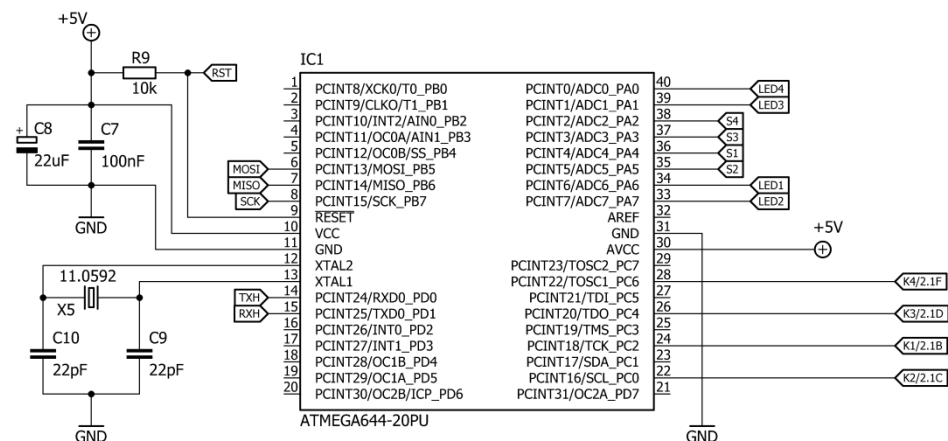 +5V
R9
10k
RST
C8
+
22uF
C7
100nF
GND
MOSI
MISO
SCK
11.0592
X5
TXH
RXH
C10
22pF
C9
22pF
GND
IC1
1 PCINT8/XCK0/T0_PB0
2 PCINT9/CLKO/T1_PB1
3 PCINT10/INT2/AIN0_PB2
4 PCINT11/OC0A/AIN1_PB3
5 PCINT12/OC0B/SS_PB4
6 PCINT13/MOSI_PB5
7 PCINT14/MISO_PB6
8 PCINT15/SCK_PB7
9 RESET
10 VCC
11 GND
12 XTAL2
13 XTAL1
14 PCINT24/RXD0_PD0
15 PCINT25/TXD0_PD1
16 PCINT26/INT0_PD2
17 PCINT27/INT1_PD3
18 PCINT28/OC1B_PD4
19 PCINT29/OC1A_PD5
20 PCINT30/OC2B/ICP_PD6
PCINT0/ADC0_PA0 40 LED4
PCINT1/ADC1_PA1 39 LED3
PCINT2/ADC2_PA2 38 S4
PCINT3/ADC3_PA3 37 S3
PCINT4/ADC4_PA4 36 S1
PCINT5/ADC5_PA5 35 S2
PCINT6/ADC6_PA6 34 LED1
PCINT7/ADC7_PA7 33 LED2
AREF 32
GND 31
AVCC 30
+5V
PCINT23/TOSC2_PC7 29
PCINT22/TOSC1_PC6 28 K4/2.1F
PCINT21/TDI_PC5 27
PCINT20/TDO_PC4 26 K3/2.1D
PCINT19/TMS_PC3 25
PCINT18/TCK_PC2 24 K1/2.1B
PCINT17/SDA_PC1 23
PCINT16/SCL_PC0 22 K2/2.1C
PCINT31/OC2A_PD7 21
ATMEGA644-20PU
GND